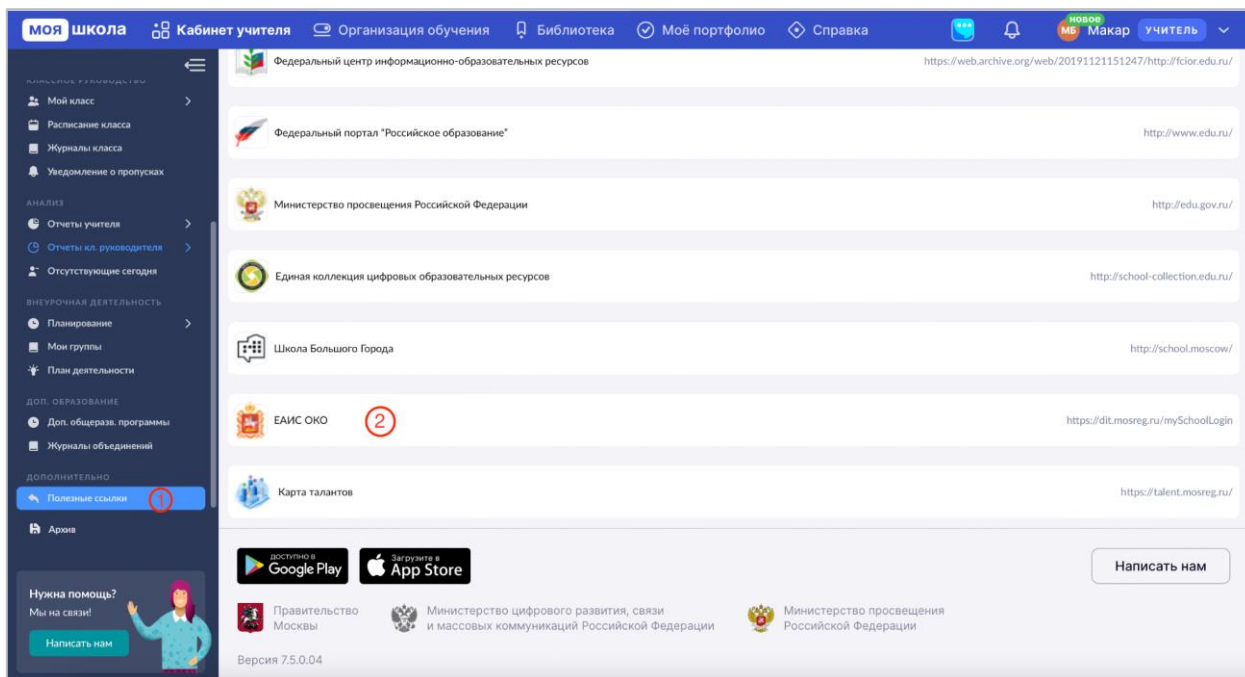 МОЯ ШКОЛА
Кабинет учителя
Организация обучения
Библиотека
Моё портфолио
Справка
МБ
НОВОЕ
Макар
УЧИТЕЛЬ
КЛАССНОЕ РУКОВОДСТВО
Мой класс
Расписание класса
Журналы класса
Уведомление о пропусках
АНАЛИЗ
Отчеты учителя
Отчеты кл. руководителя
Отсутствующие сегодня
ВНЕУРОЧНАЯ ДЕЯТЕЛЬНОСТЬ
Планирование
Мои группы
План деятельности
ДОП. ОБРАЗОВАНИЕ
Доп. общеразв. программы
Журналы объединений
ДОПОЛНИТЕЛЬНО
Полезные ссылки 1
Архив
Нужна помощь?
Мы на связи!
Написать нам
Федеральный центр информационно-образовательных ресурсов https://web.archive.org/web/20191121151247/http://fcior.edu.ru/
Федеральный портал "Российское образование" http://www.edu.ru/
Министерство просвещения Российской Федерации http://edu.gov.ru/
Единая коллекция цифровых образовательных ресурсов http://school-collection.edu.ru/
Школа Большого Города http://school.moscow/
ЕАИС ОКО 2 https://dit.mosreg.ru/mySchoolLogin
Карта талантов https://talent.mosreg.ru/
ДОСТУПНО В
Google Play
Загрузите в
App Store
Написать нам
Правительство
Москвы
Министерство цифрового развития, связи
и массовых коммуникаций Российской Федерации
Министерство просвещения
Российской Федерации
Версия 7.5.0.04